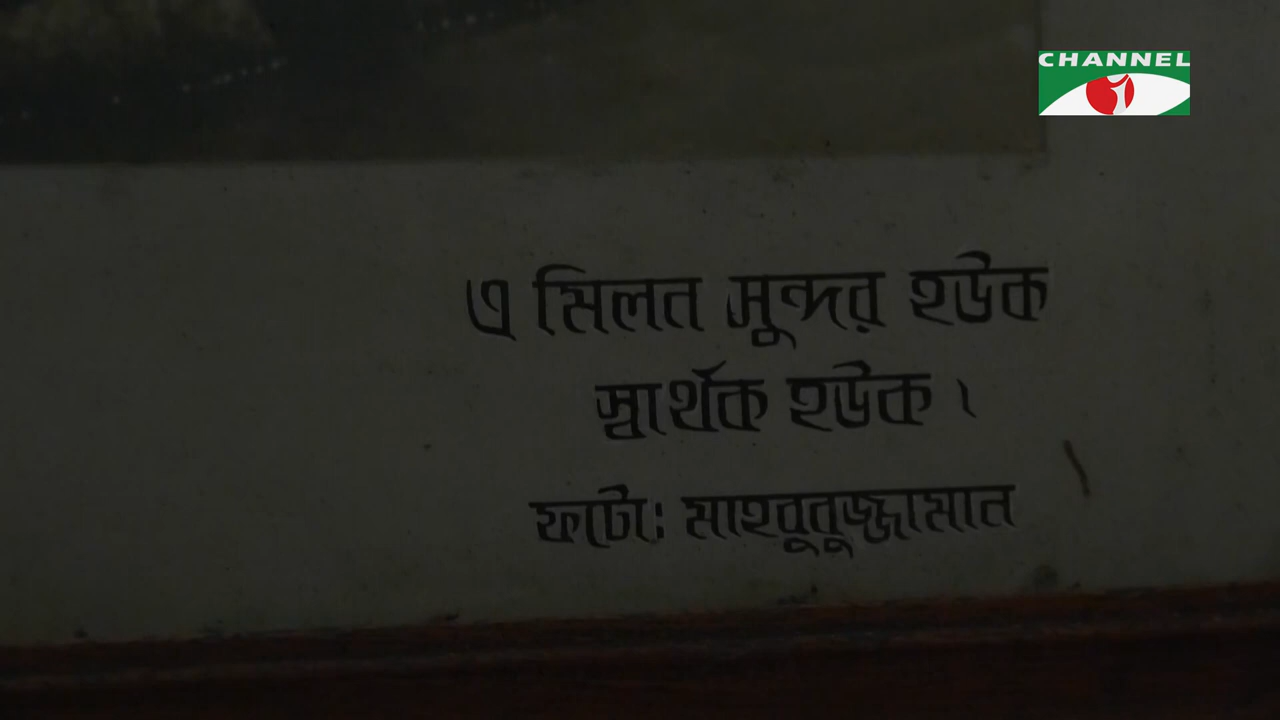 CHANNEL
এ মিলন সুন্দর হউক
স্বার্থক হউক।
ফটো: মাহবুবুজ্জামান